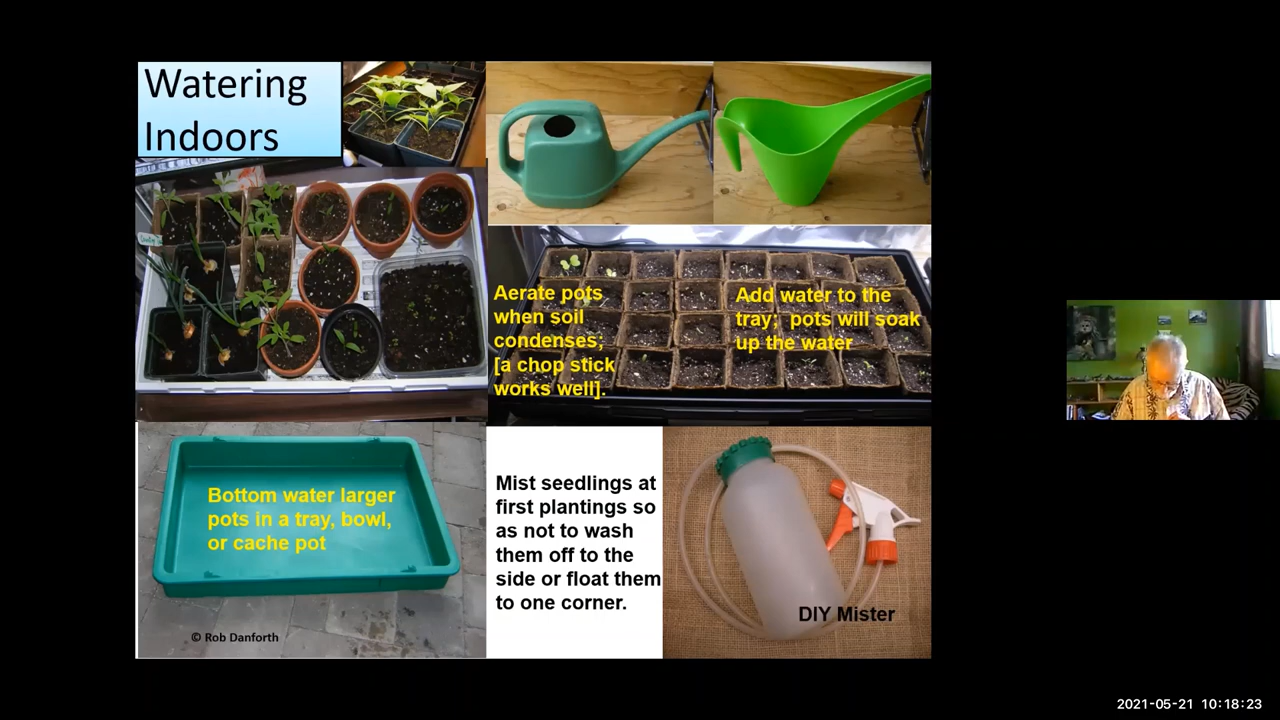 Watering
Indoors
Aerate pots
when soil
condenses;
[a chop stick
works well].
Add water to the
tray;  pots will soak
up the water
Bottom water larger
pots in a tray, bowl,
or cache pot
© Rob Danforth
Mist seedlings at
first plantings so
as not to wash
them off to the
side or float them
to one corner.
DIY Mister
2021-05-21 10:18:23